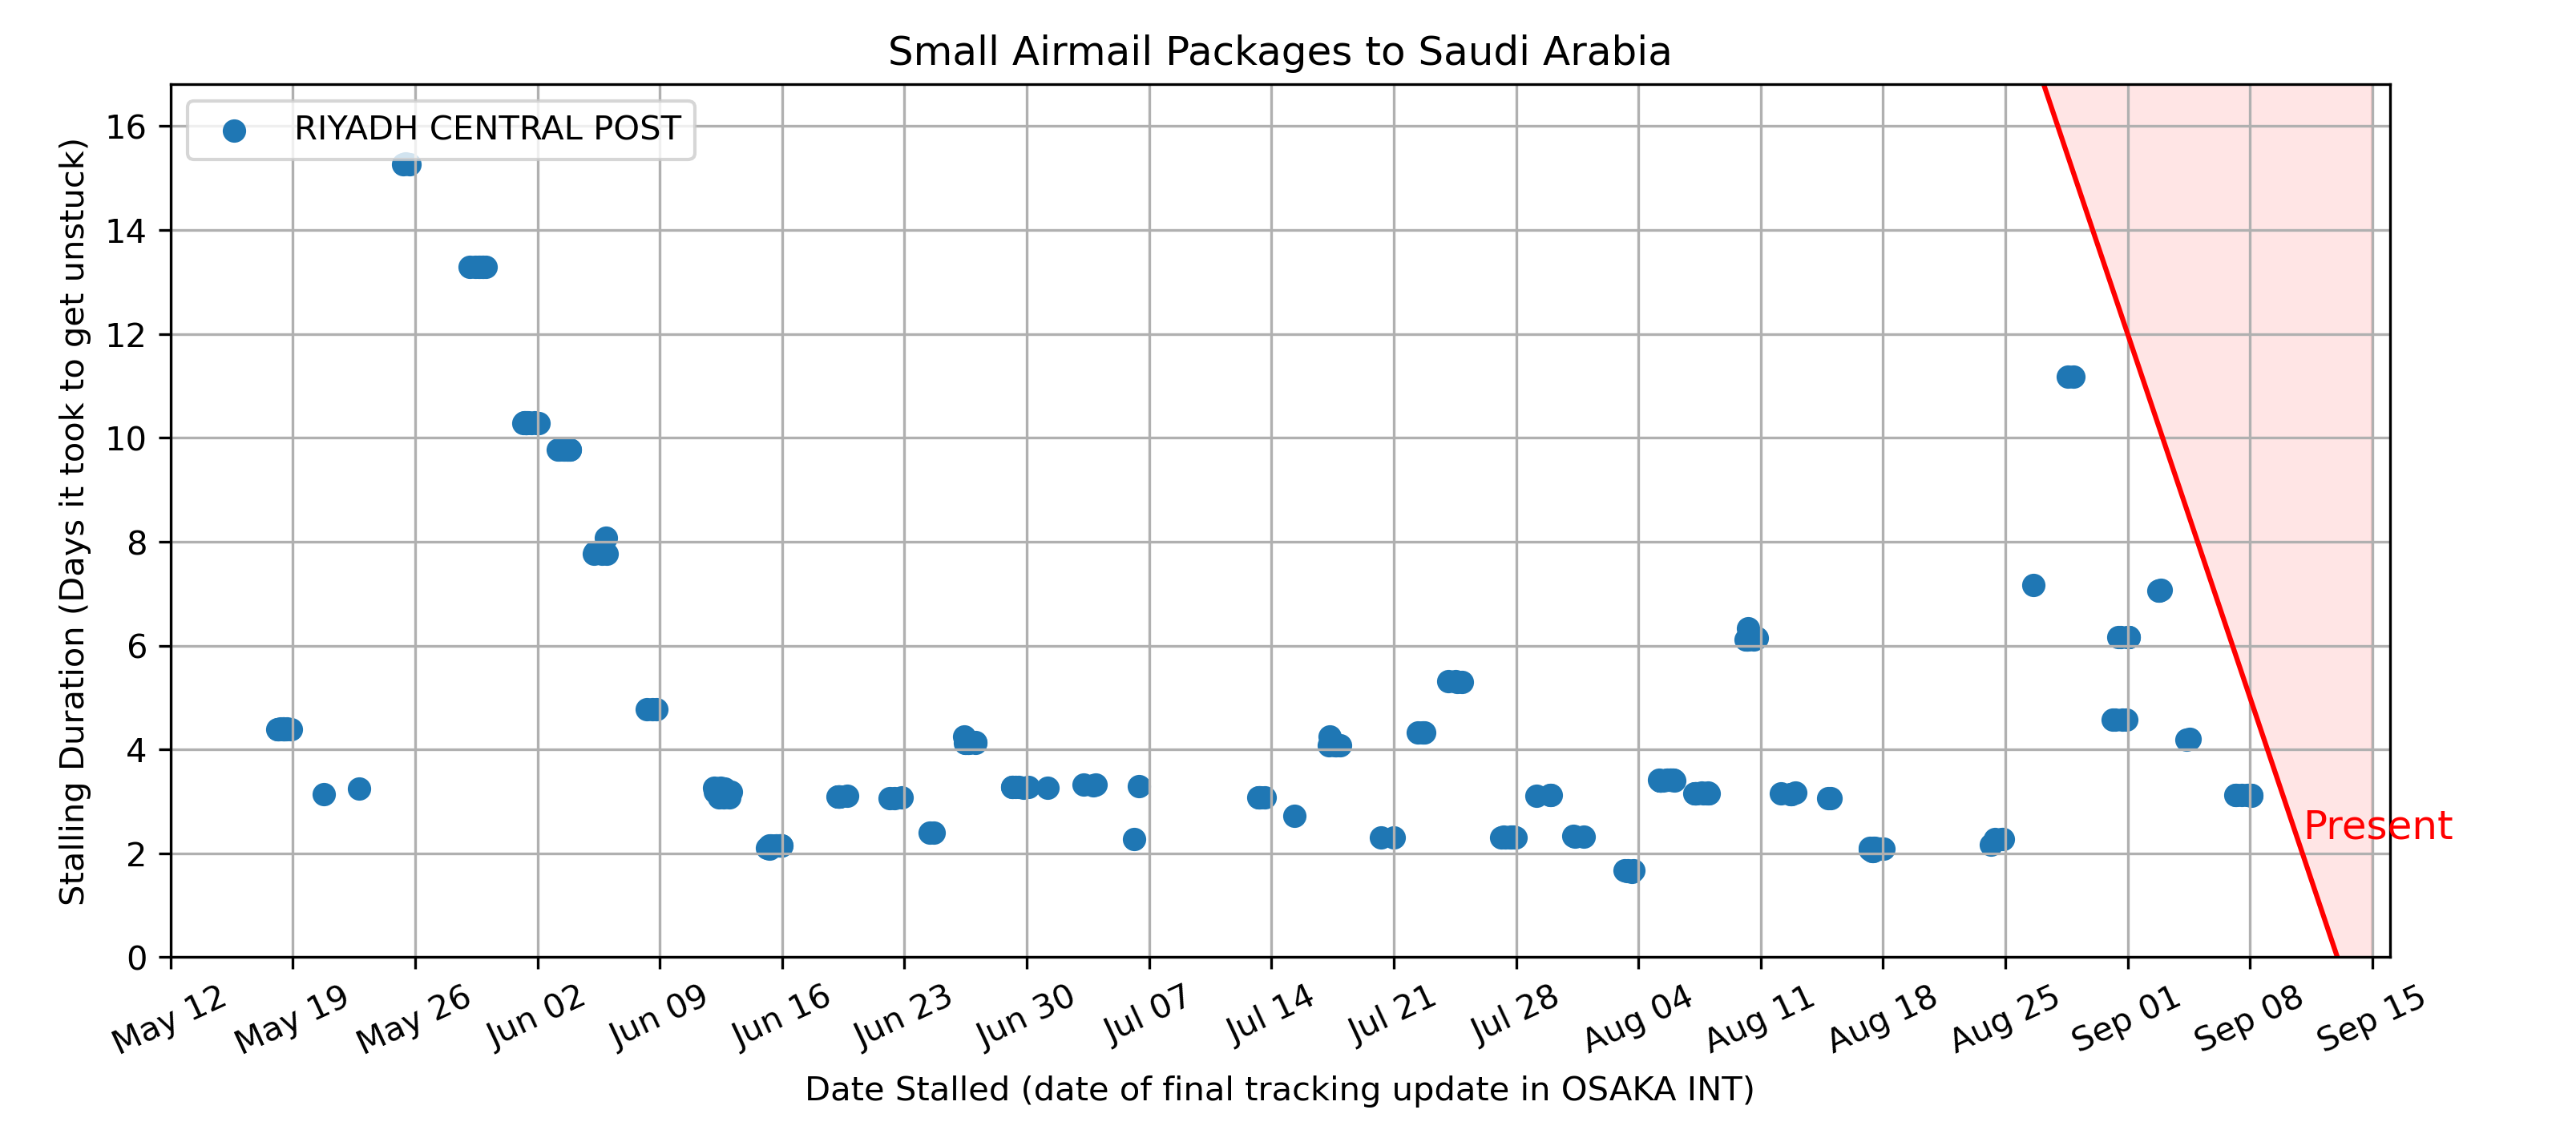 Small Airmail Packages to Saudi Arabia
RIYADH CENTRAL POST
Stalling Duration (Days it took to get unstuck)
16
14
12
10
8
6
4
2
0
Present
May 12
May 19
May 26
Jun 02
Jun 09
Jun 16
Jun 23
Jun 30
Jul 07
Jul 14
Jul 21
Jul 28
Aug 04
Aug 11
Aug 18
Aug 25
Sep 01
Sep 08
Sep 15
Date Stalled (date of final tracking update in OSAKA INT)